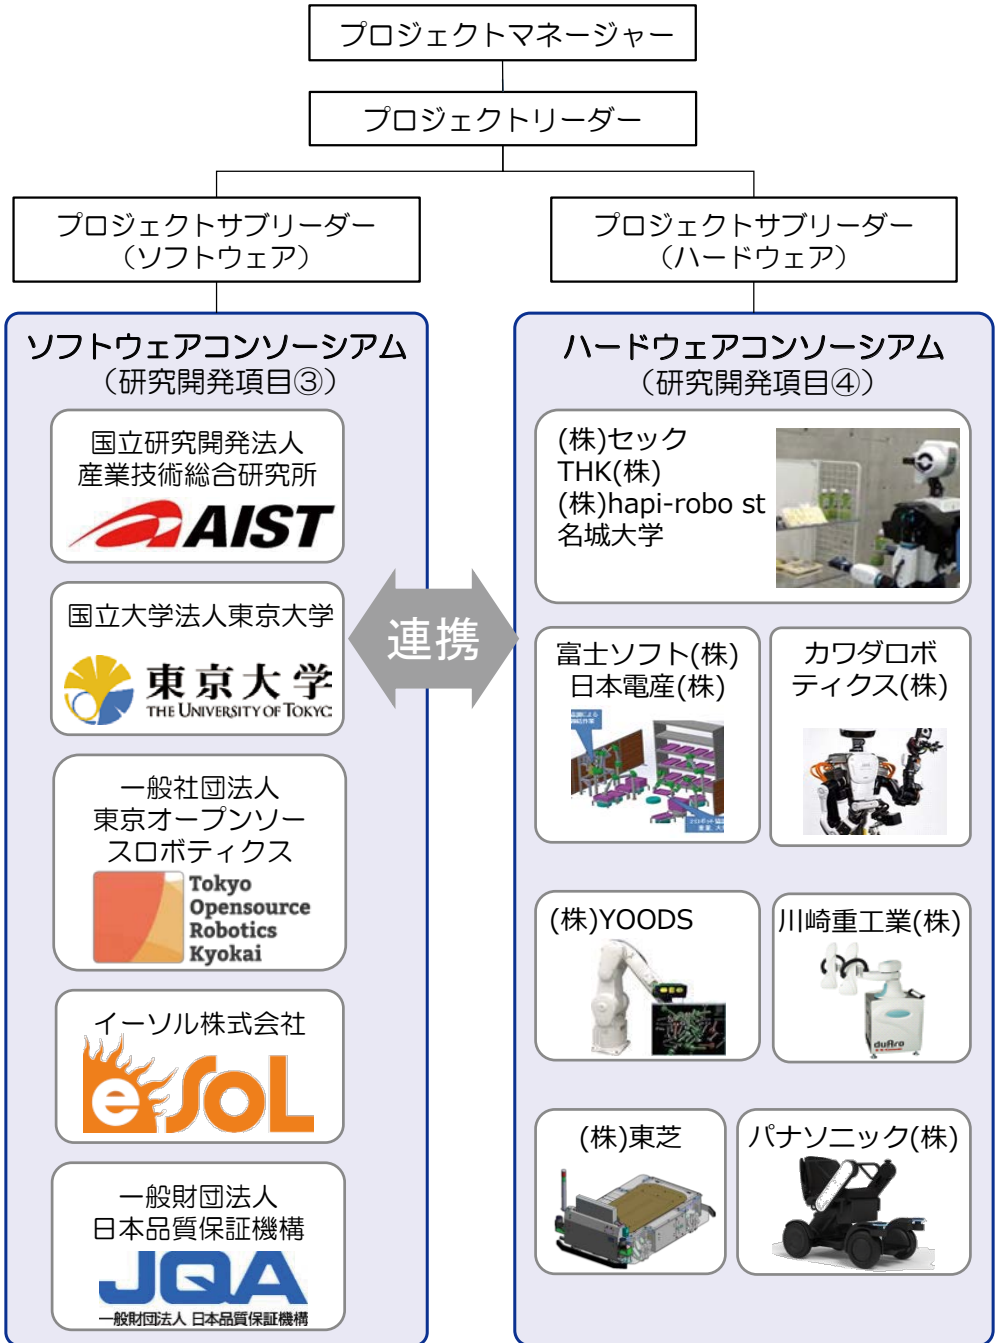 プロジェクトマネージャー
プロジェクトリーダー
プロジェクトサブリーダー
（ソフトウェア）
プロジェクトサブリーダー
（ハードウェア）
ソフトウェアコンソーシアム
（研究開発項目③）
国立研究開発法人
産業技術総合研究所
AIST
国立大学法人東京大学
東京大学
THE UNIVERSITY OF TOKYO
一般社団法人
東京オープンソー
スロボティクス
Tokyo
Opensource
Robotics
Kyokai
イーソル株式会社
eSOL
一般財団法人
日本品質保証機構
JQA
一般財団法人 日本品質保証機構
連携
ハードウェアコンソーシアム
（研究開発項目④）
(株)セック
THK(株)
(株)hapi-robo st
名城大学
富士ソフト(株)
日本電産(株)
カワダロボ
ティクス(株)
(株)YOODS
川崎重工業(株)
duAro
(株)東芝
パナソニック(株)